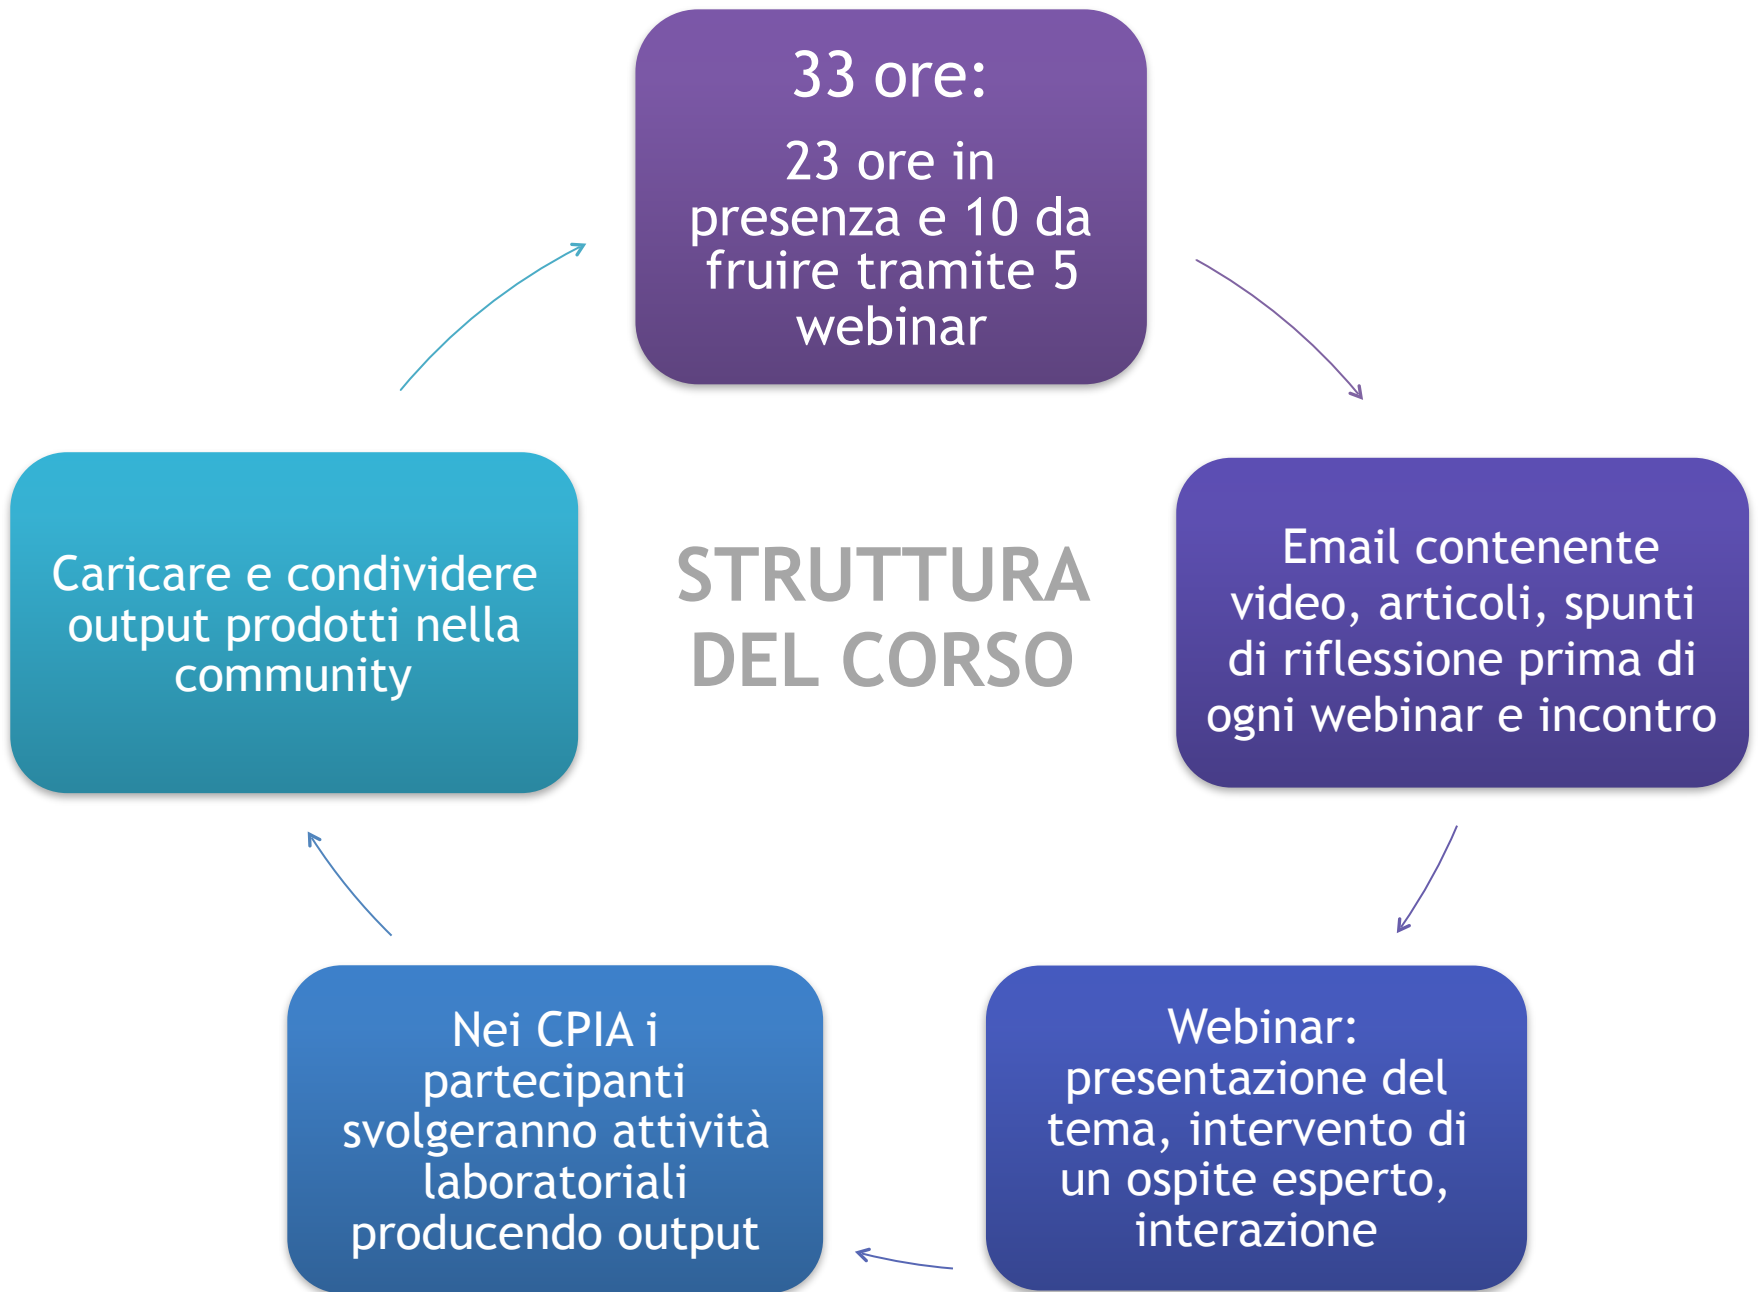 33 ore:
23 ore in
presenza e 10 da
fruire tramite 5
webinar
Email contenente
video, articoli, spunti
di riflessione prima di
ogni webinar e incontro
Webinar:
presentazione del
tema, intervento di
un ospite esperto,
interazione
Nei CPIA i
partecipanti
svolgeranno attività
laboratoriali
producendo output
Caricare e condividere
output prodotti nella
community
STRUTTURA
DEL CORSO